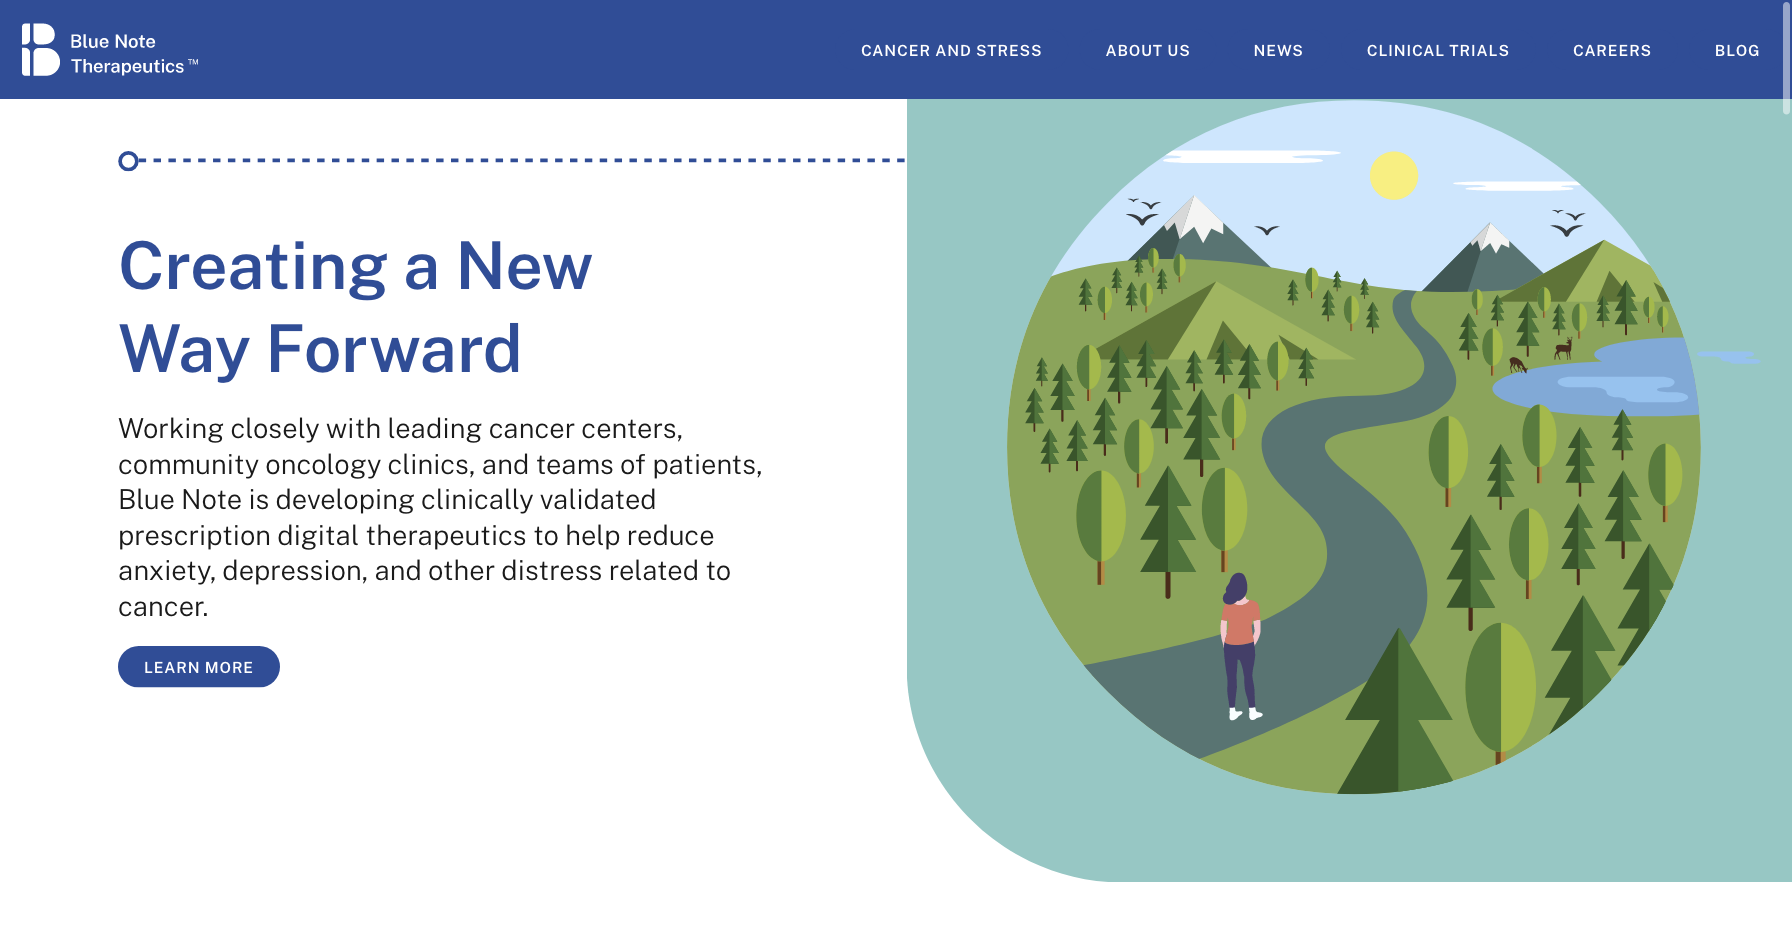 Blue Note
Therapeutics™
CANCER AND STRESS
ABOUT US
NEWS
CLINICAL TRIALS
CAREERS
BLOG
Creating a New
Way Forward
Working closely with leading cancer centers,
community oncology clinics, and teams of patients,
Blue Note is developing clinically validated
prescription digital therapeutics to help reduce
anxiety, depression, and other distress related to
cancer.
LEARN MORE